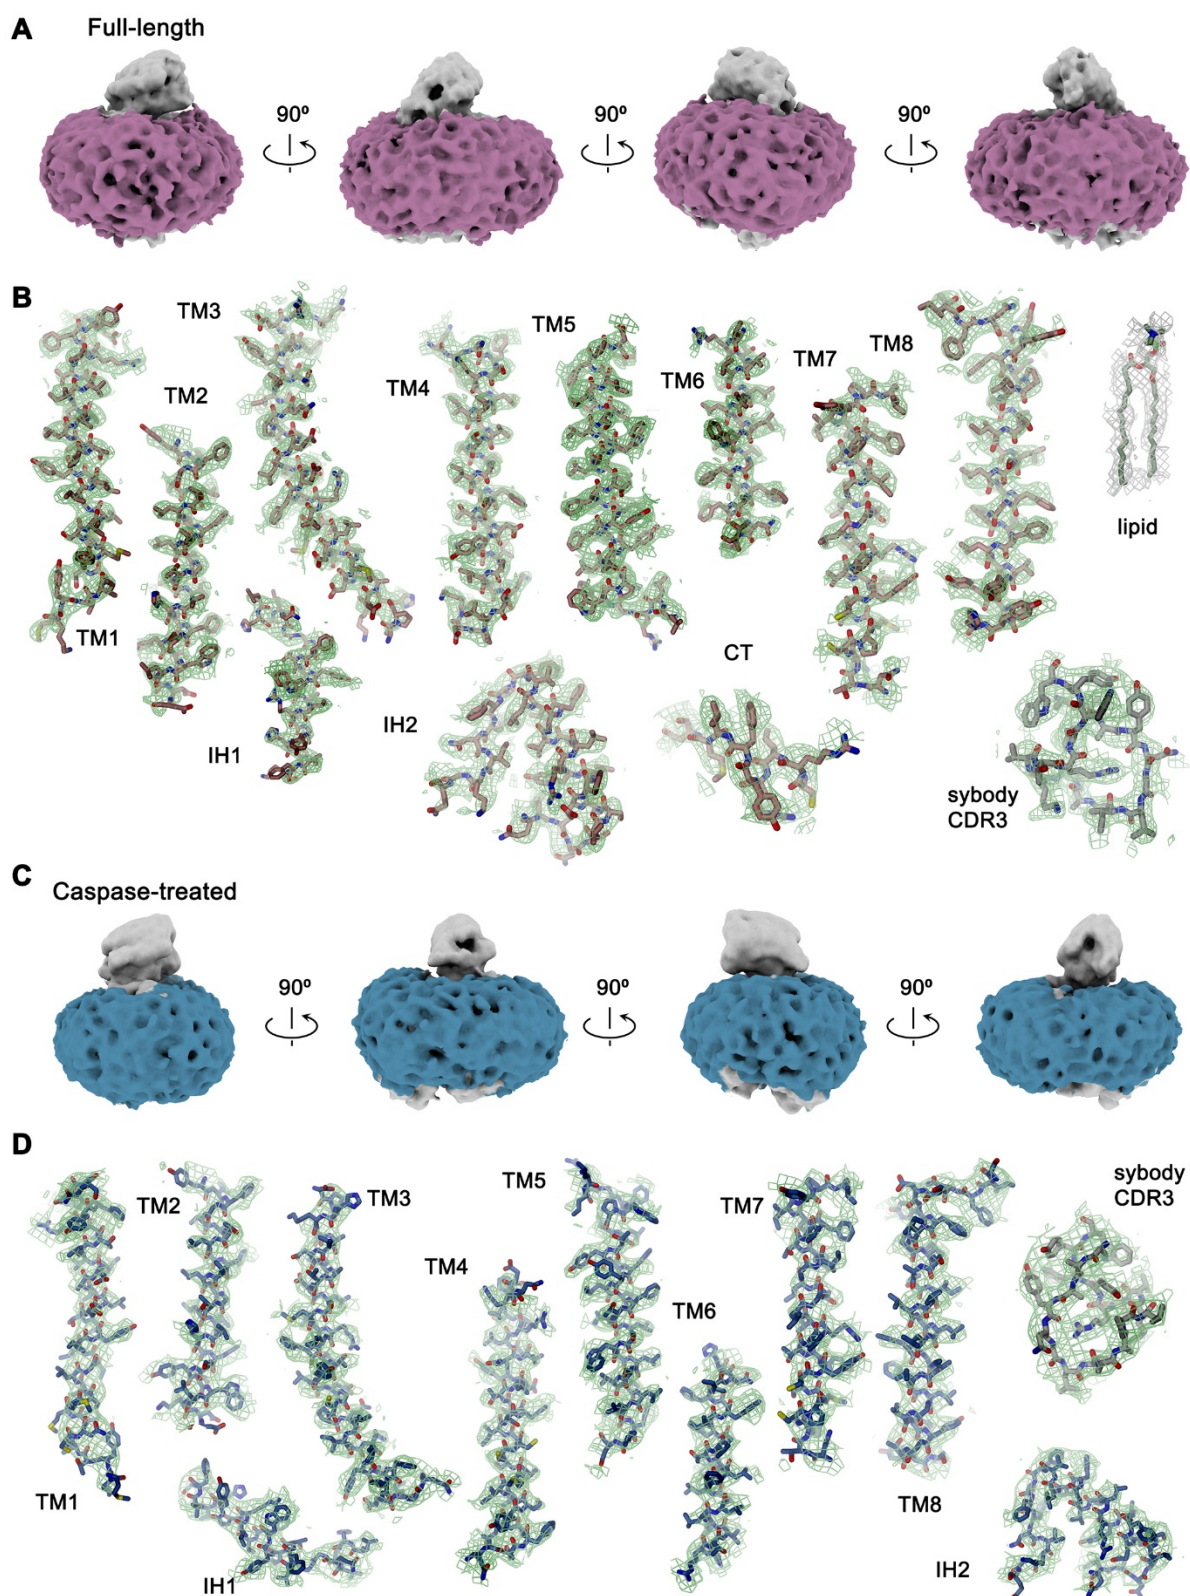 A Full-length
90º 90º 90º
B
TM3
TM5
TM8
TM7
TM4
TM6
TM2
lipid
TM1
CT
IH2
IH1
sybody
CDR3
C
Caspase-treated
90º 90º 90º
D
TM5
sybody
CDR3
TM3
TM2
TM7
TM4
TM6
TM1
TM8
IH1
IH2